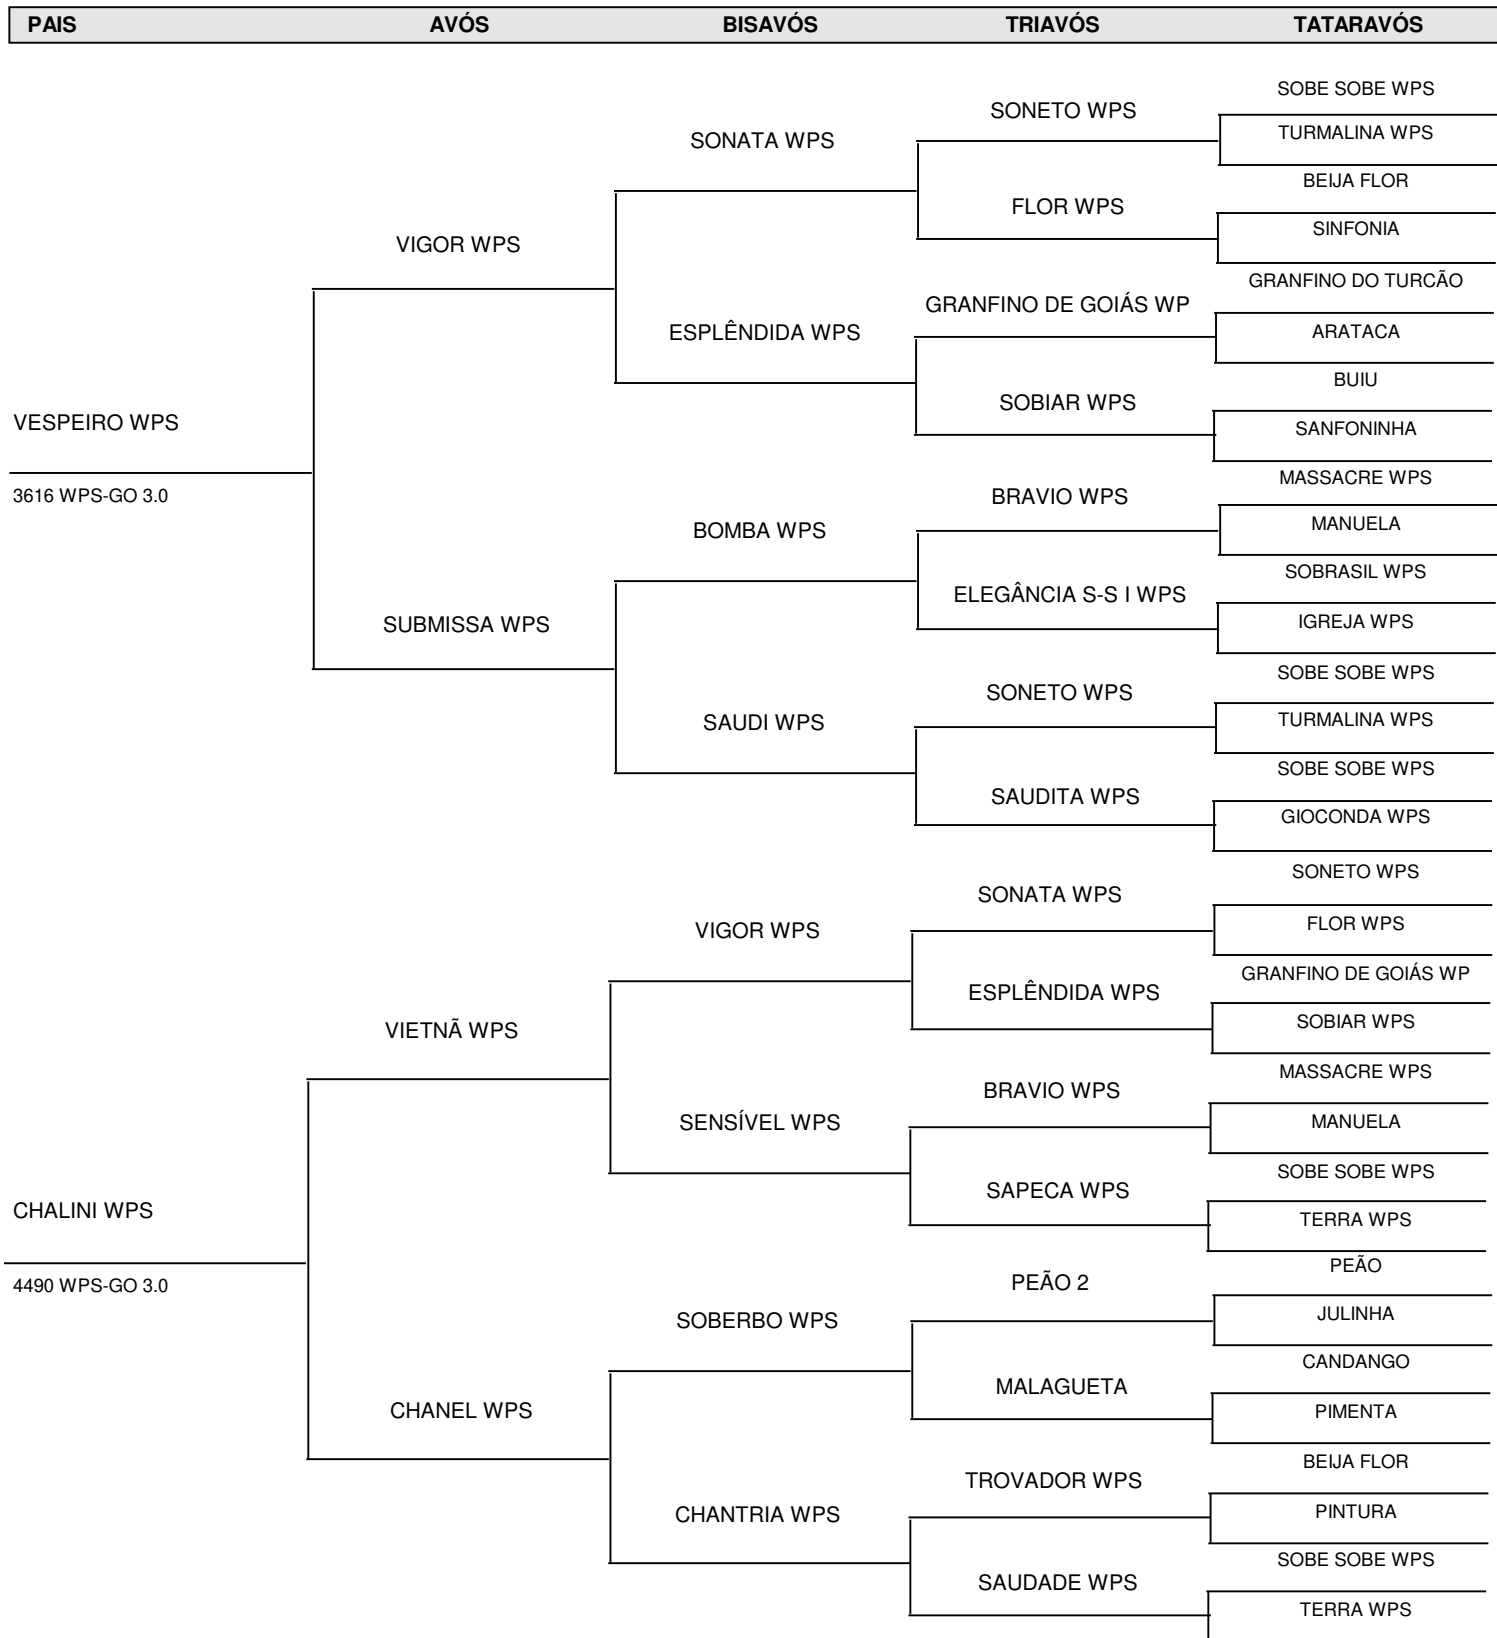 PAIS AVÓS BISAVÓS TRIAVÓS TATARAVÓS
SOBE SOBE WPS
SONETO WPS
TURMALINA WPS
SONATA WPS
BEIJA FLOR
FLOR WPS
SINFONIA
VIGOR WPS
GRANFINO DO TURCÃO
GRANFINO DE GOIÁS WP
ARATACA
ESPLÊNDIDA WPS
BUIU
SOBIAR WPS
VESPEIRO WPS
SANFONINHA
MASSACRE WPS
3616 WPS-GO 3.0
BRAVIO WPS
MANUELA
BOMBA WPS
SOBRASIL WPS
ELEGÂNCIA S-S I WPS
IGREJA WPS
SUBMISSA WPS
SOBE SOBE WPS
SONETO WPS
TURMALINA WPS
SAUDI WPS
SOBE SOBE WPS
SAUDITA WPS
GIOCONDA WPS
SONETO WPS
SONATA WPS
FLOR WPS
VIGOR WPS
GRANFINO DE GOIÁS WP
ESPLÊNDIDA WPS
SOBIAR WPS
VIETNÃ WPS
MASSACRE WPS
BRAVIO WPS
MANUELA
SENSÍVEL WPS
SOBE SOBE WPS
SAPECA WPS
CHALINI WPS
TERRA WPS
PEÃO
4490 WPS-GO 3.0
PEÃO 2
JULINHA
SOBERBO WPS
CANDANGO
MALAGUETA
CHANEL WPS
PIMENTA
BEIJA FLOR
TROVADOR WPS
PINTURA
CHANTRIA WPS
SOBE SOBE WPS
SAUDADE WPS
TERRA WPS